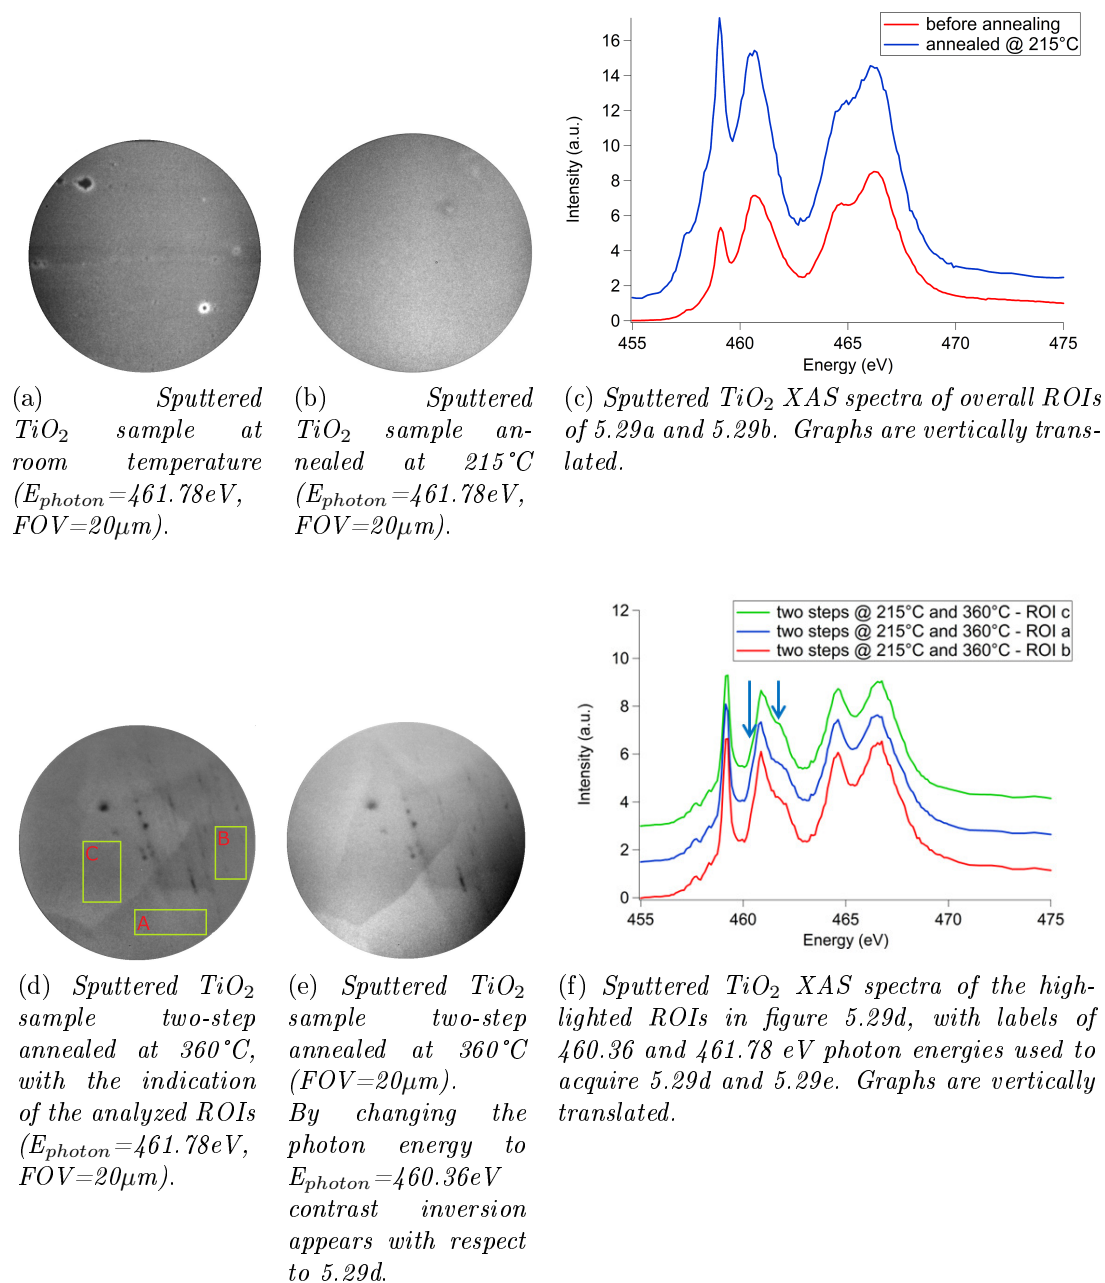 before annealing
annealed @ 215°C
16
14
12
10
8
6
4
2
0
Intensity (a.u.)
455
460
465
470
475
Energy (eV)
(a) Sputtered
TiO2 sample at
room temperature
(Ephoton=461.78eV,
FOV=20μm).
(b) Sputtered
TiO2 sample an-
nealed at 215°C
(Ephoton=461.78eV,
FOV=20μm).
(c) Sputtered TiO2 XAS spectra of overall ROIs
of 5.29a and 5.29b. Graphs are vertically trans-
lated.
C
B
A
two steps @ 215°C and 360°C - ROI c
two steps @ 215°C and 360°C - ROI a
two steps @ 215°C and 360°C - ROI b
12
10
8
6
4
2
0
Intensity (a.u.)
455
460
465
470
475
Energy (eV)
(d) Sputtered TiO2
sample two-step
annealed at 360°C,
with the indication
of the analyzed ROIs
(Ephoton=461.78eV,
FOV=20μm).
(e) Sputtered TiO2
sample two-step
annealed at 360°C
(FOV=20μm).
By changing the
photon energy to
Ephoton=460.36eV
contrast inversion
appears with respect
to 5.29d.
(f) Sputtered TiO2 XAS spectra of the high-
lighted ROIs in figure 5.29d, with labels of
460.36 and 461.78 eV photon energies used to
acquire 5.29d and 5.29e. Graphs are vertically
translated.